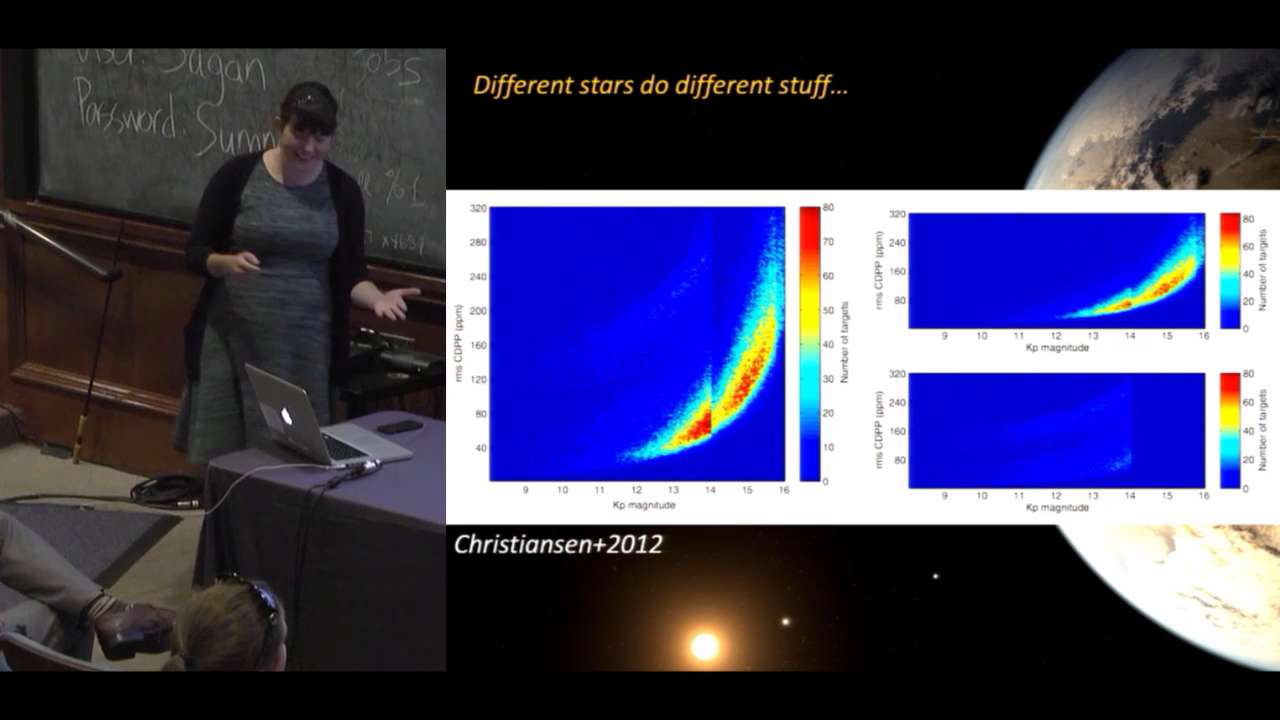 User: Sagan
Password: Summ
Different stars do different stuff...
320
280
240
200
160
120
80
40
rms CDPP (ppm)
9 10 11 12 13 14 15 16
Kp magnitude
80
70
60
50
40
30
20
10
0
Number of targets
320
240
160
80
rms CDPP (ppm)
9 10 11 12 13 14 15 16
Kp magnitude
80
60
40
20
0
Number of targets
320
240
160
80
rms CDPP (ppm)
9 10 11 12 13 14 15 16
Kp magnitude
80
60
40
20
0
Number of targets
Christiansen+2012